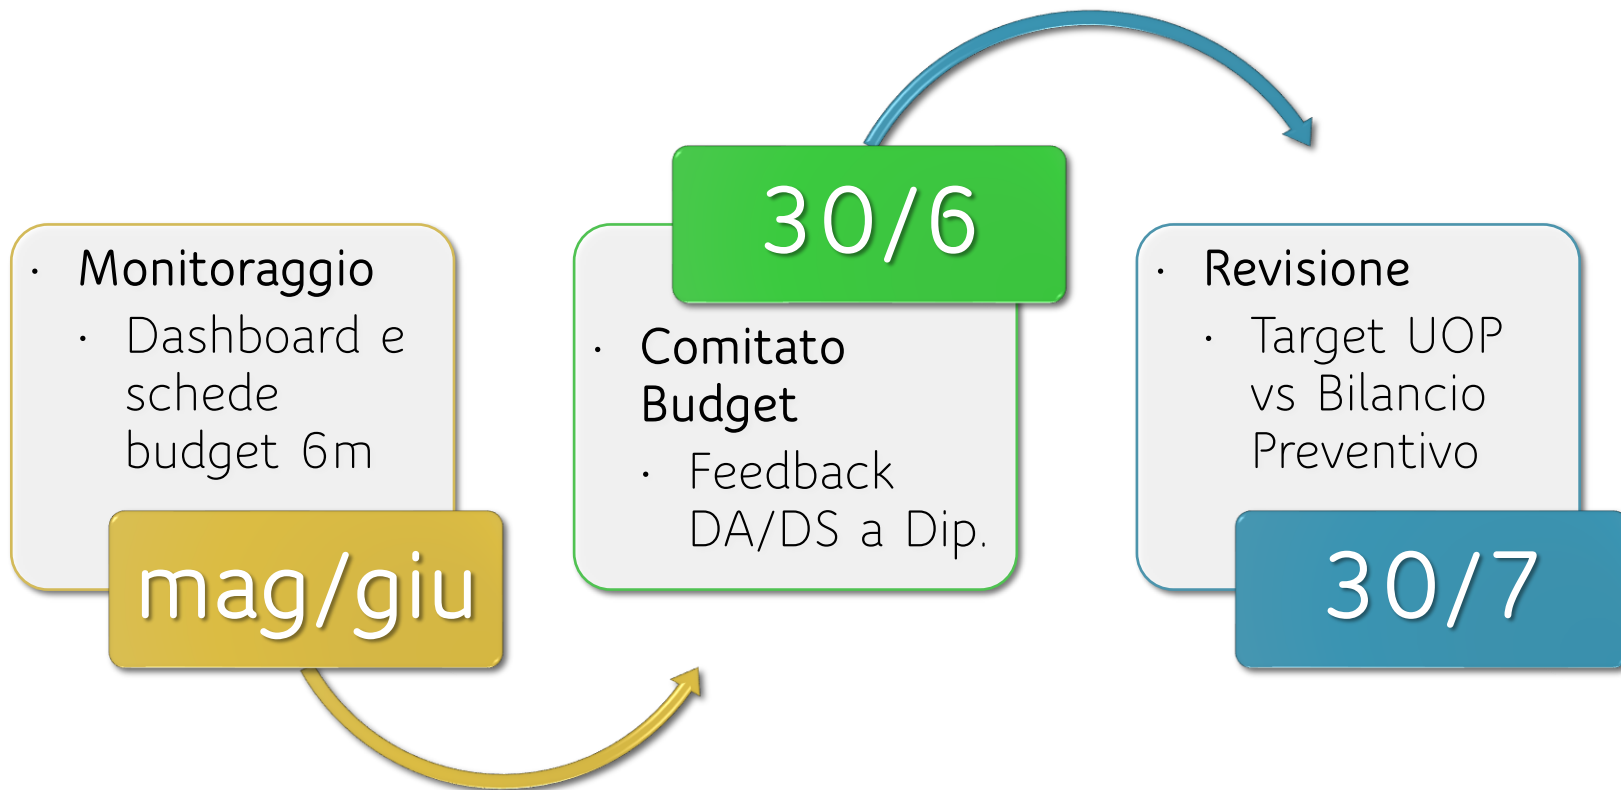 · Monitoraggio
· Dashboard e
schede
budget 6m
mag/giu
30/6
· Comitato
Budget
· Feedback
DA/DS a Dip.
· Revisione
· Target UOP
vs Bilancio
Preventivo
30/7